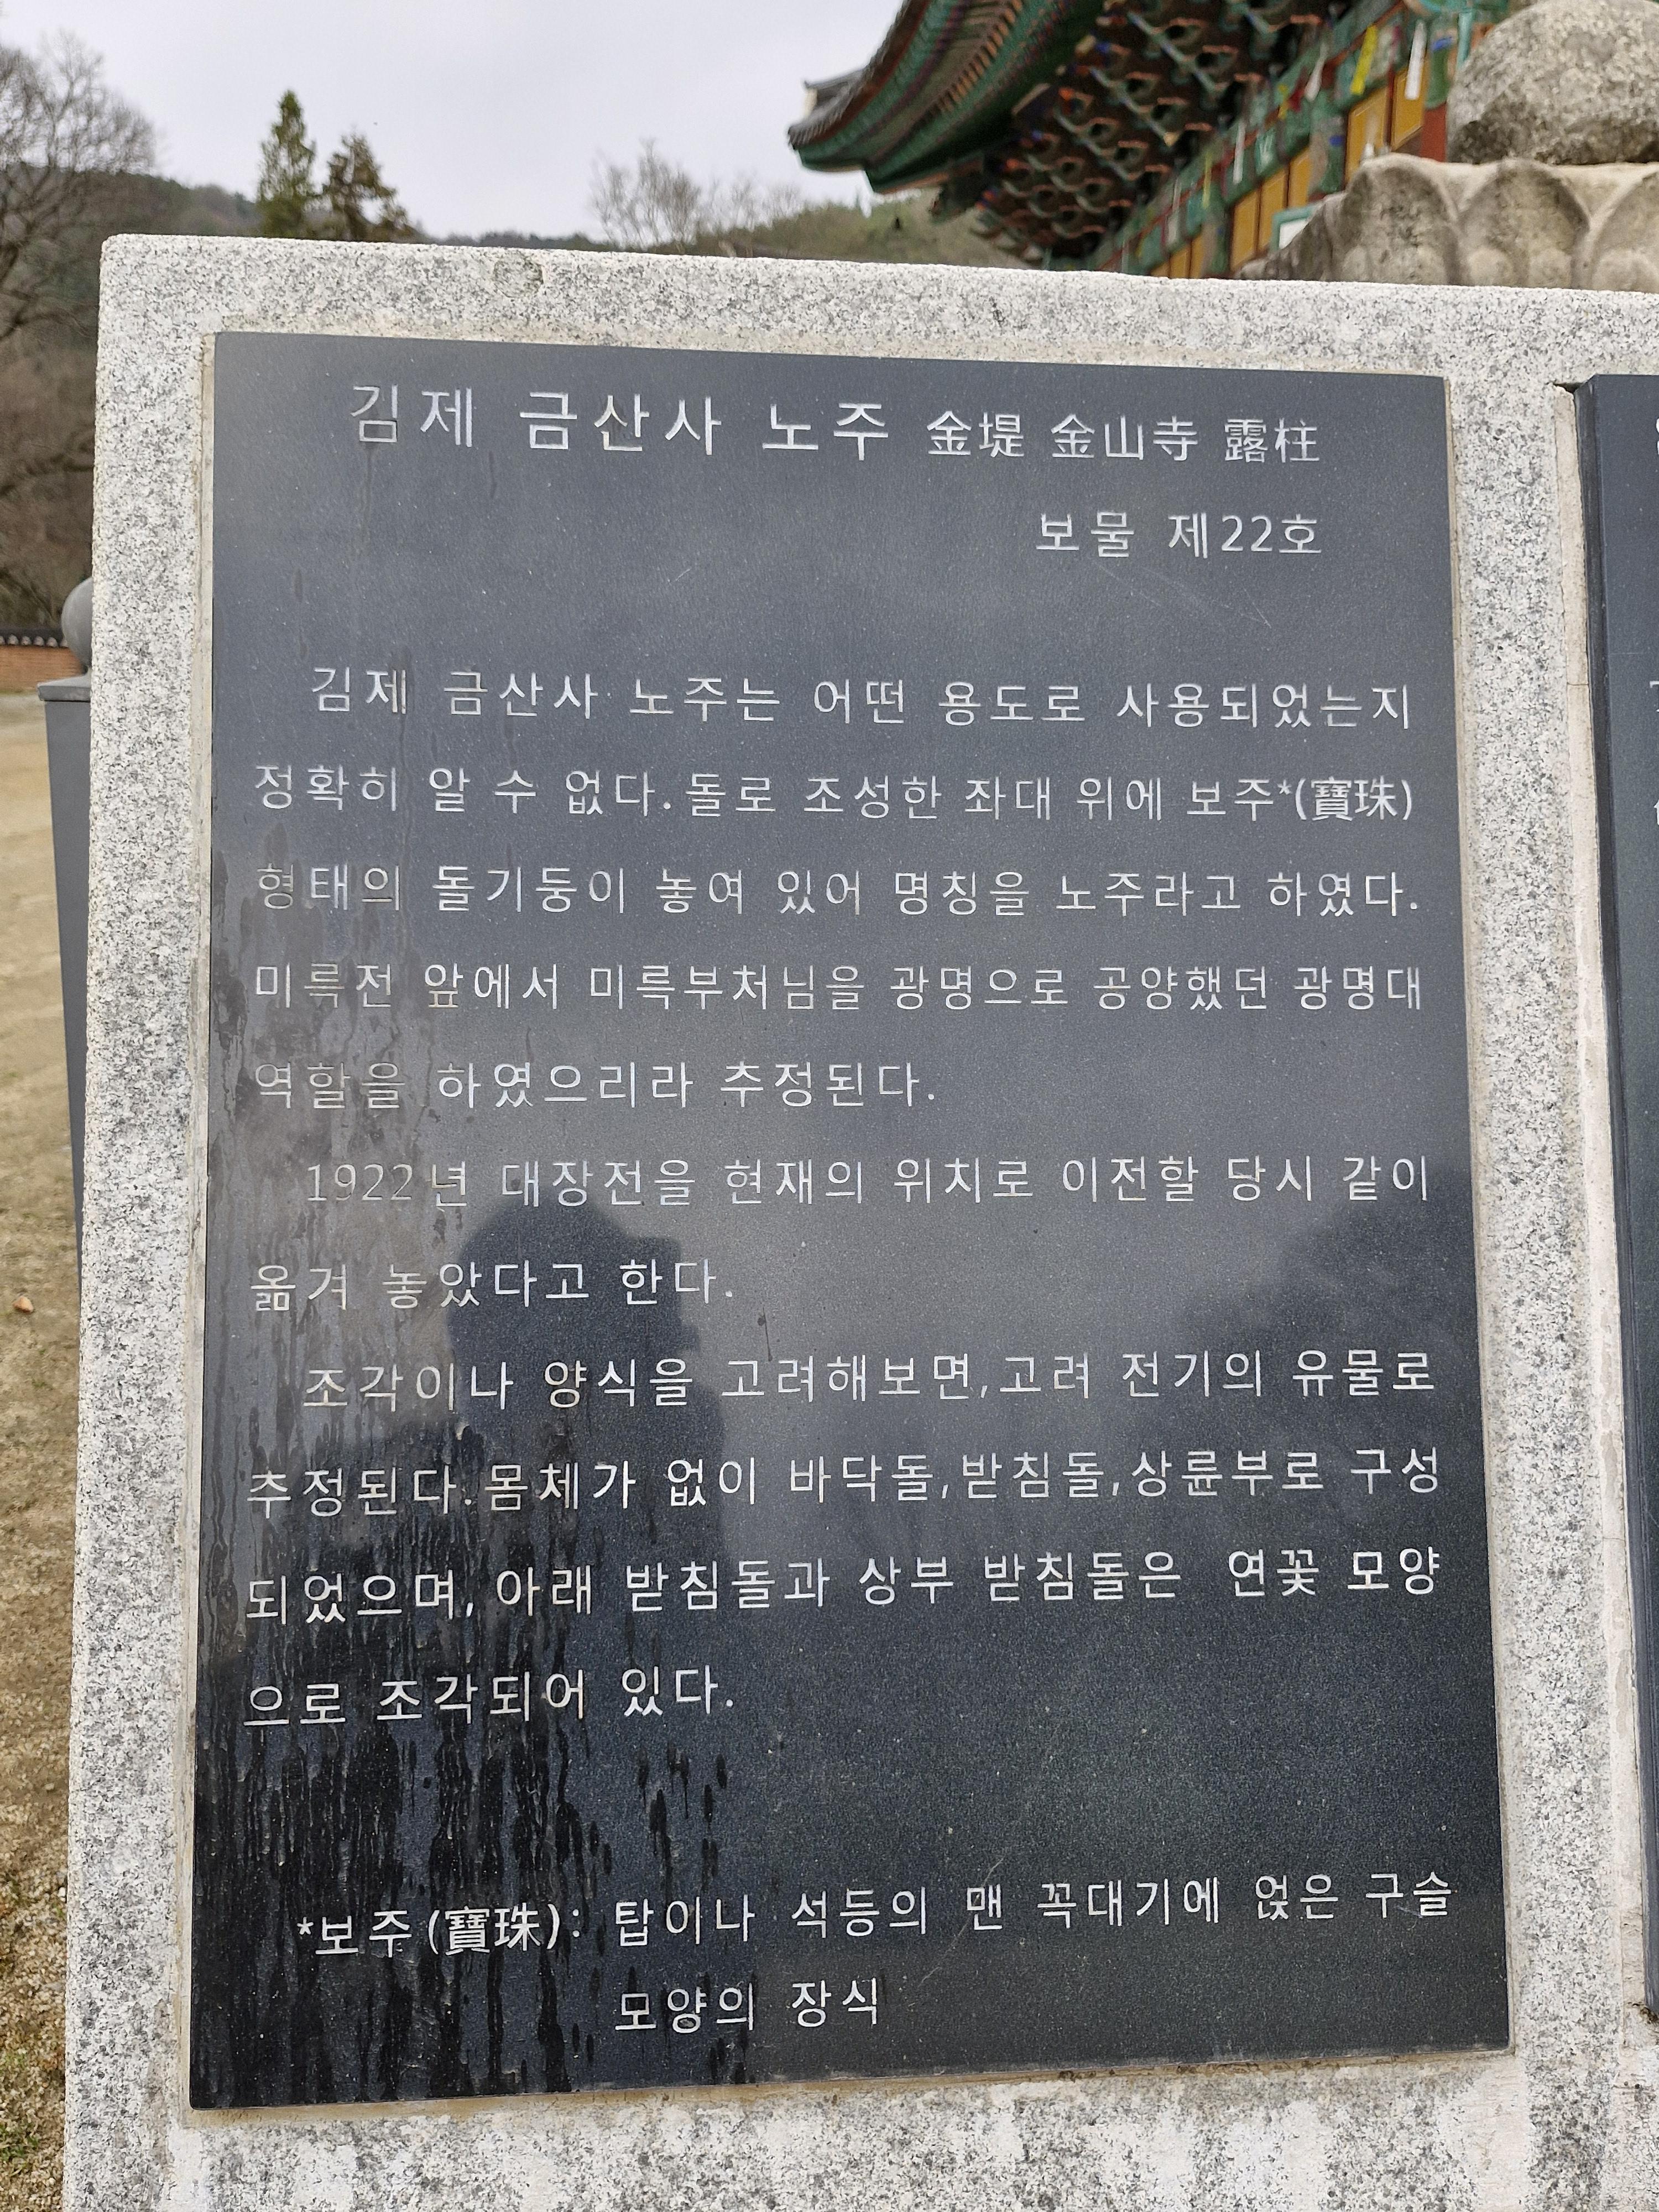 김제 금산사 노주 金堤 金山寺 露柱
보물 제22호
김제 금산사 노주는 어떤 용도로 사용되었는지
정확히 알 수 없다.돌로 조성한 좌대 위에 보주*(寶珠)
형태의 돌기둥이 놓여 있어 명칭을 노주라고 하였다.
미륵전 앞에서 미륵부처님을 광명으로 공양했던 광명대
역할을 하였으리라 추정된다.
1922년 대장전을 현재의 위치로 이전할 당시 같이
옮겨 놓았다고 한다.
조각이나 양식을 고려해보면,고려 전기의 유물로
추정된다.몸체가 없이 바닥돌,받침돌,상륜부로 구성
되었으며, 아래 받침돌과 상부 받침돌은 연꽃 모양
으로 조각되어 있다.
*보주(寶珠): 탑이나 석등의 맨 꼭대기에 얹은 구슬
모양의 장식